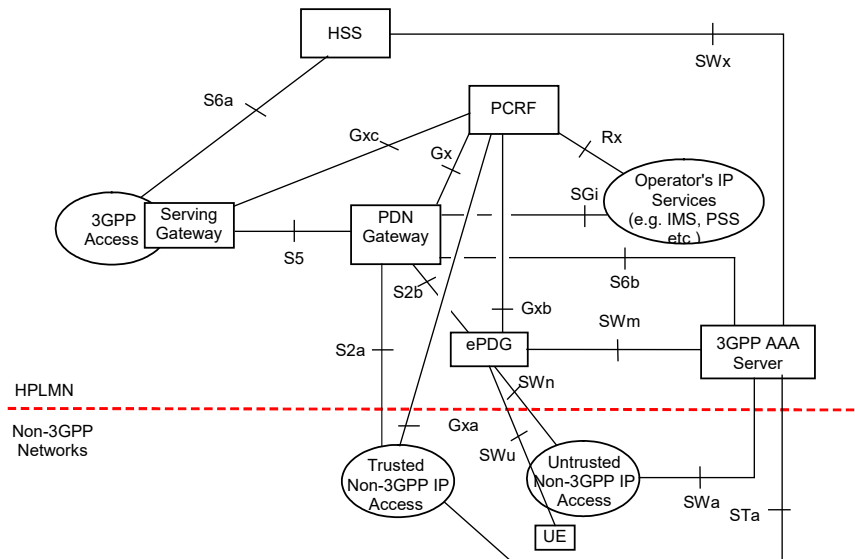 HSS
SWx
S6a
PCRF
Gxc
Gx
Rx
Operator's IP
Services
(e.g. IMS, PSS
etc.)
SGi
3GPP
Access
Serving
Gateway
PDN
Gateway
S5
S2b
S6b
Gxb
SWm
S2a
ePDG
3GPP AAA
Server
SWn
HPLMN
Non-3GPP
Networks
Gxa
SWu
Trusted
Non-3GPP IP
Access
Untrusted
Non-3GPP IP
Access
SWa
STa
UE